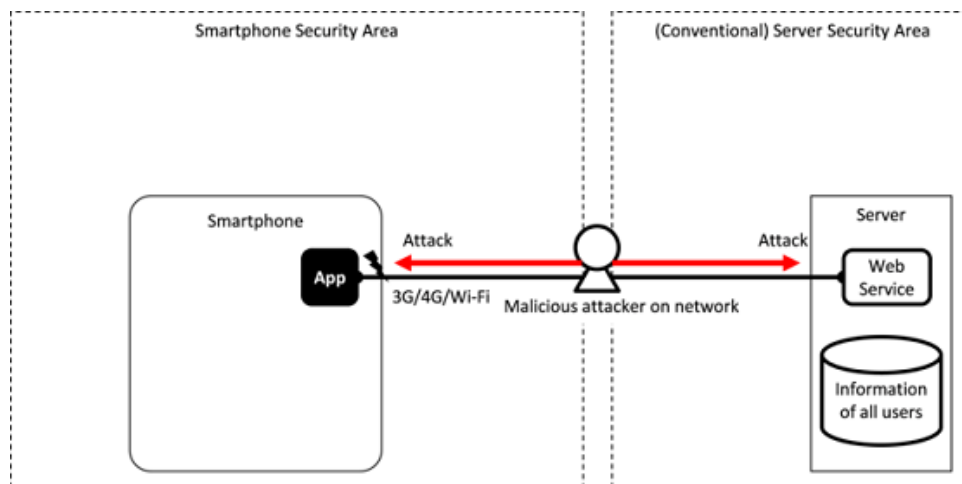 Smartphone Security Area
(Conventional) Server Security Area
Smartphone
Server
Attack
Attack
App
Web
Service
3G/4G/Wi-Fi
Malicious attacker on network
Information
of all users